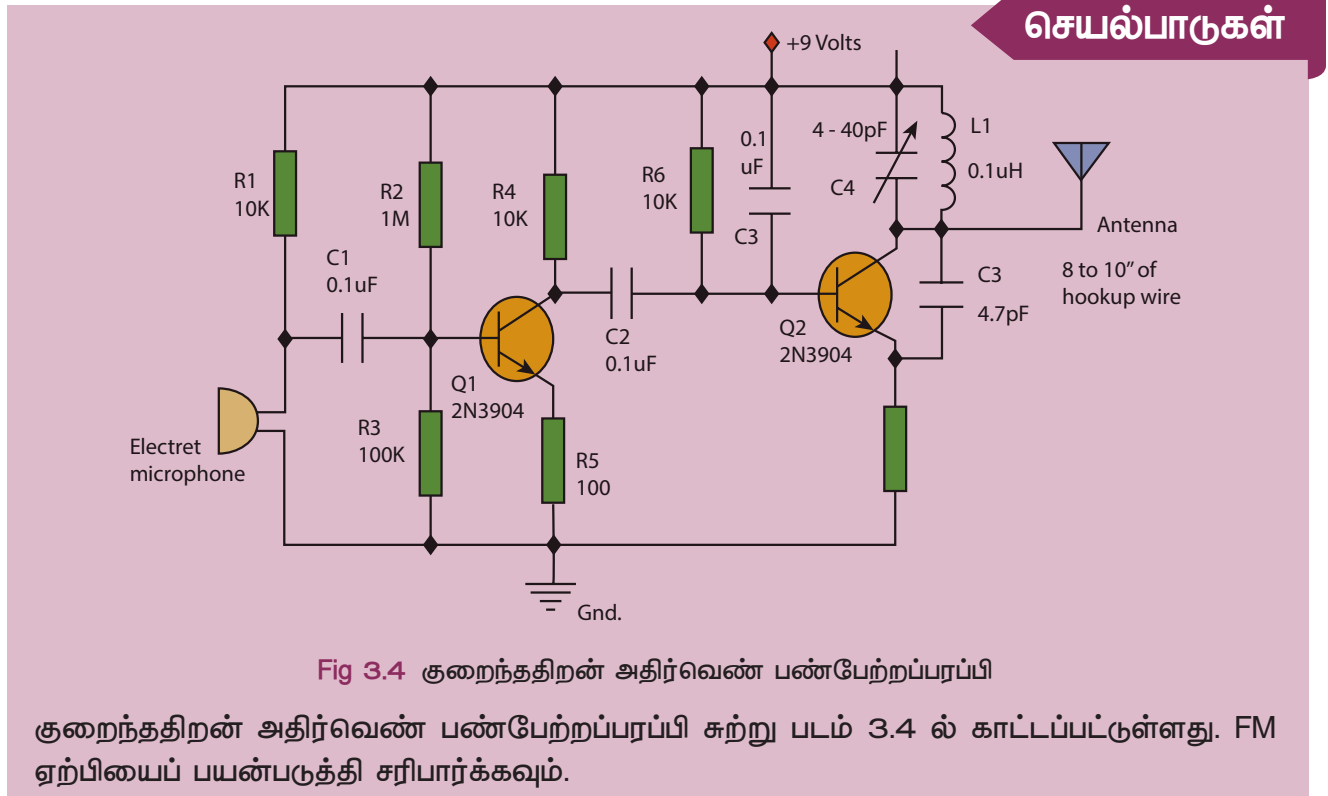 செயல்பாடுகள்
+9 Volts
R1
10K
R2
1M
R4
10K
R6
10K
0.1
uF
C3
4 - 40pF
C4
L1
0.1uH
Antenna
8 to 10” of
hookup wire
C1
0.1uF
C2
0.1uF
C3
4.7pF
Q2
2N3904
Q1
2N3904
R3
100K
R5
100
Electret
microphone
Gnd.
Fig 3.4 குறைந்ததிறன் அதிர்வெண் பண்பேற்றப்பரப்பி
குறைந்ததிறன் அதிர்வெண் பண்பேற்றப்பரப்பி சுற்று படம் 3.4 ல் காட்டப்பட்டுள்ளது. FM
ஏற்பியைப் பயன்படுத்தி சரிபார்க்கவும்.